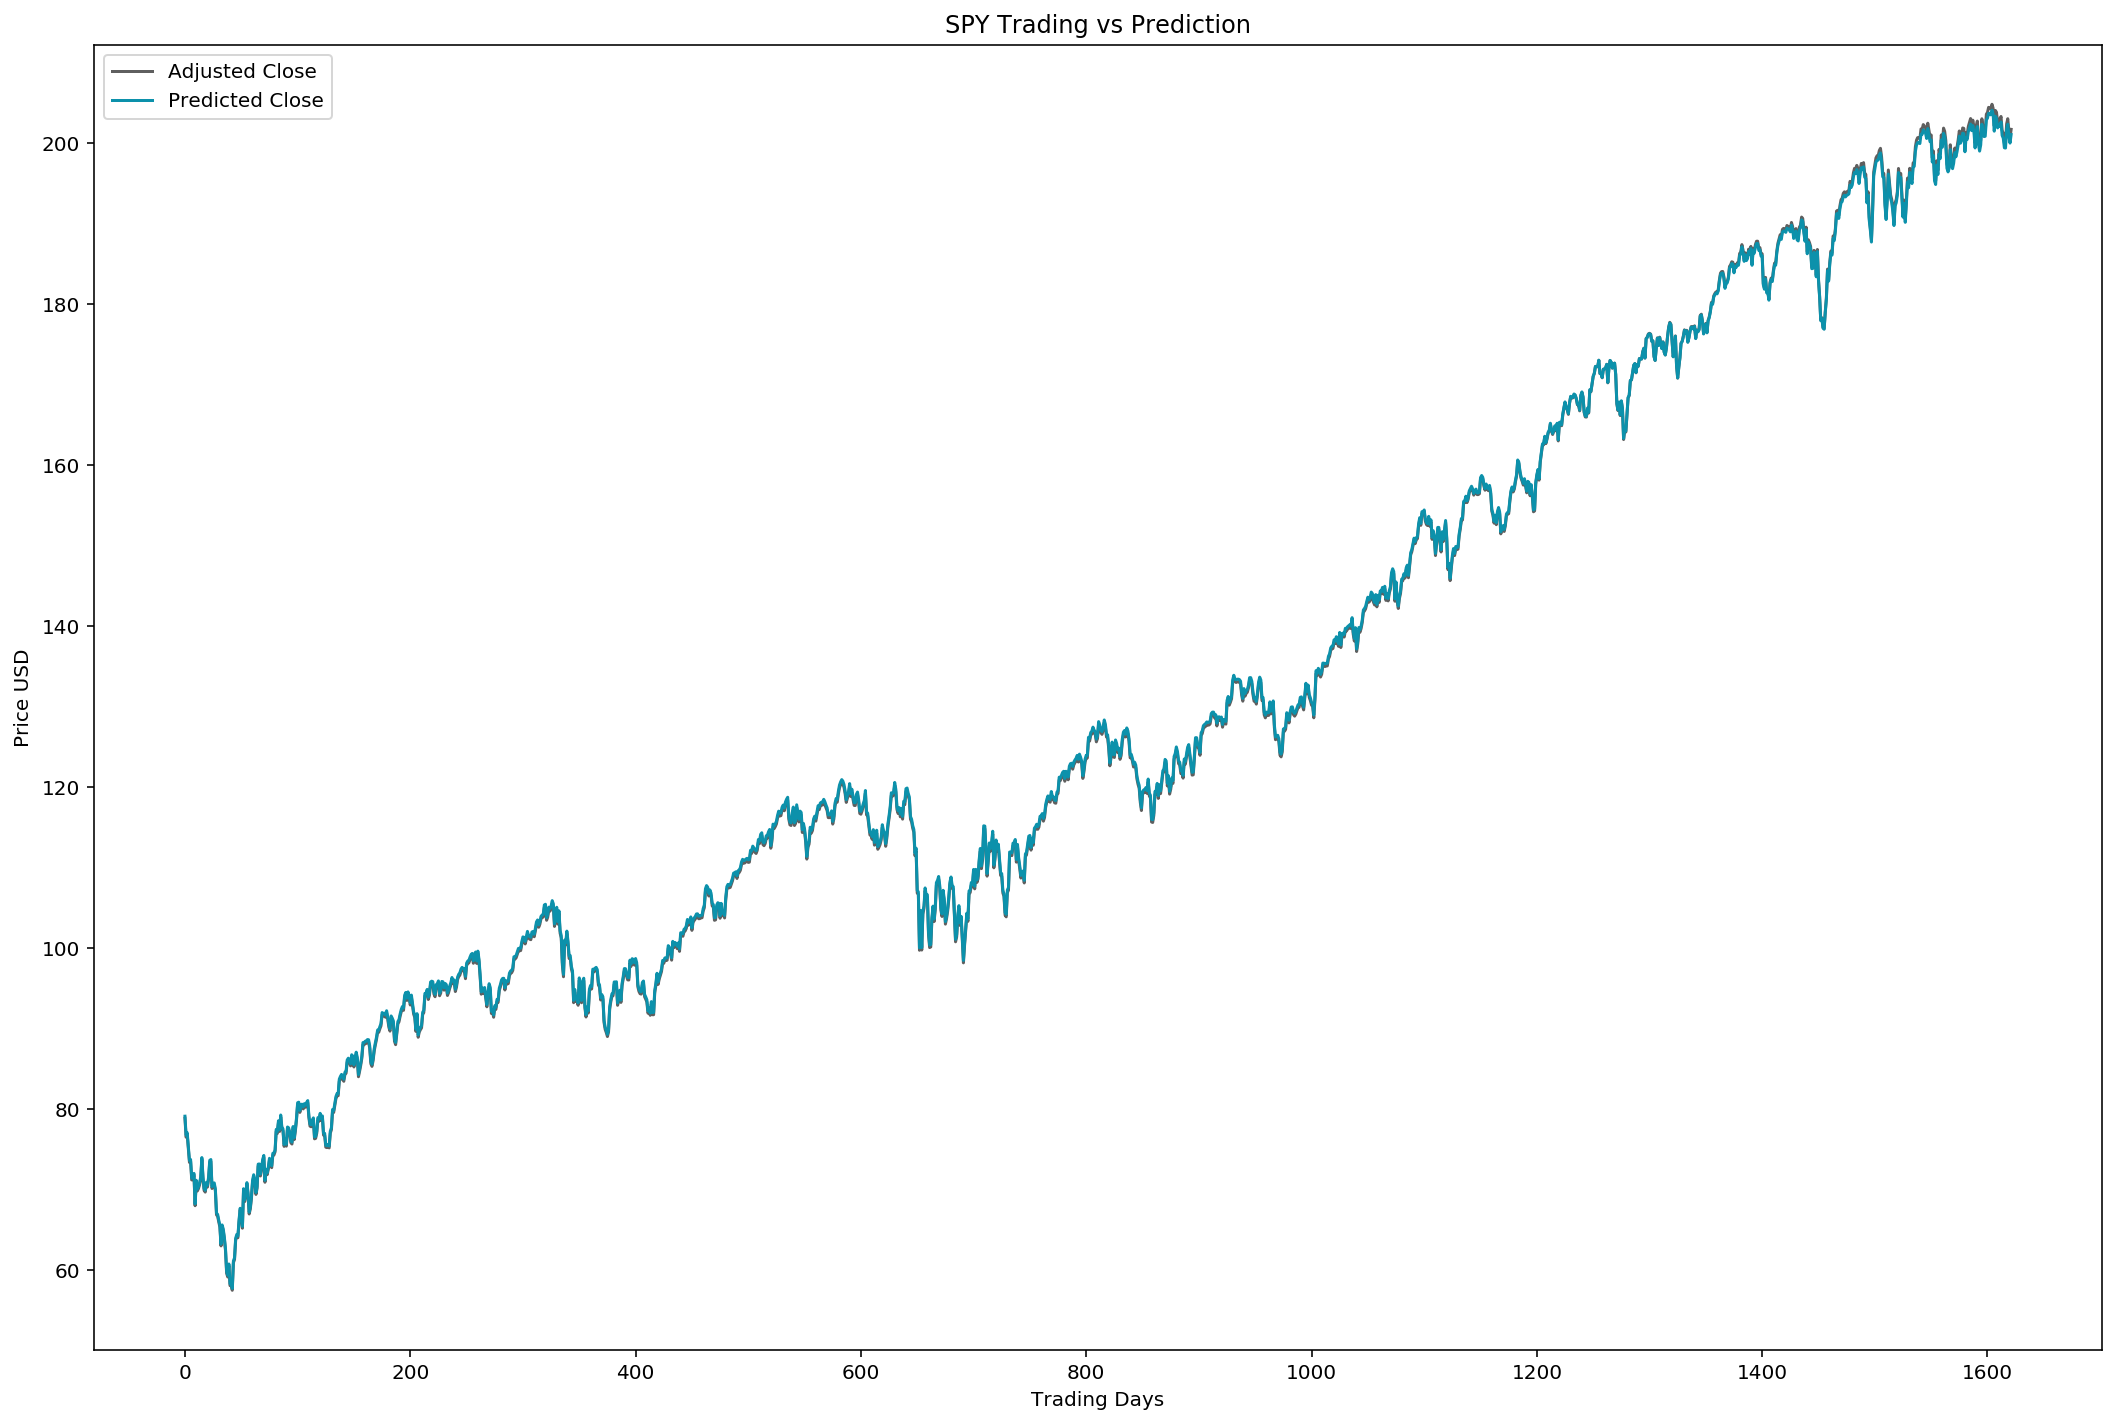 SPY Trading vs Prediction
Adjusted Close
Predicted Close
200
180
160
140
120
100
80
60
Price USD
0 200 400 600 800 1000 1200 1400 1600
Trading Days